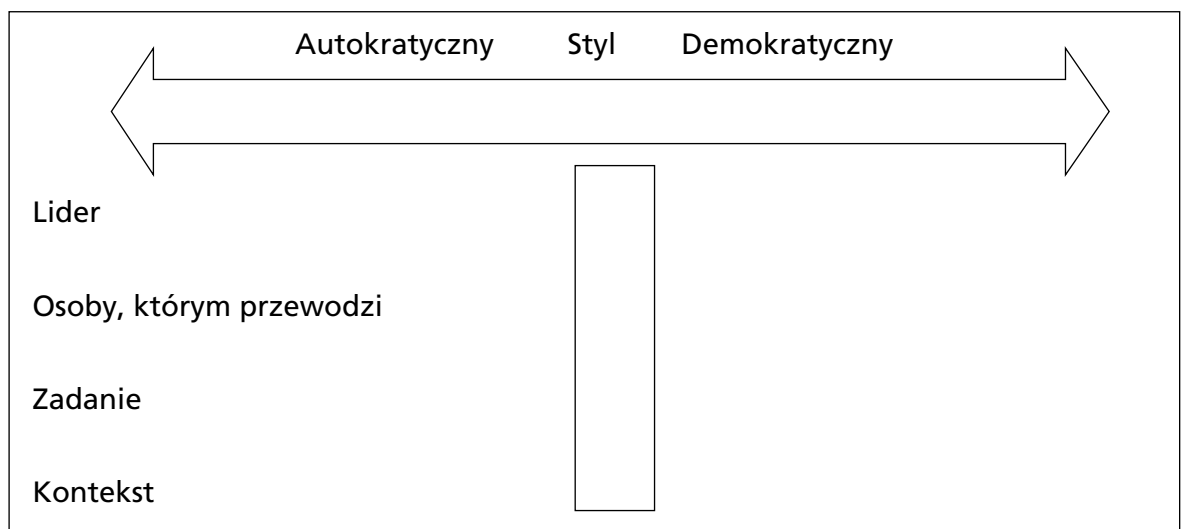 Autokratyczny Styl Demokratyczny
Lider
Osoby, którym przewodzi
Zadanie
Kontekst